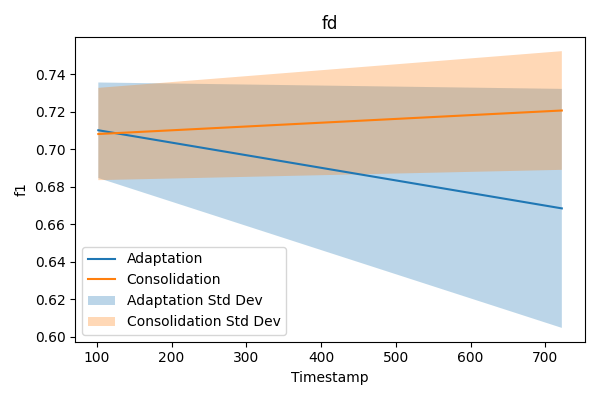 fd
f1
0.74
0.72
0.70
0.68
0.66
0.64
0.62
0.60
Adaptation
Consolidation
Adaptation Std Dev
Consolidation Std Dev
100 200 300 400 500 600 700
Timestamp